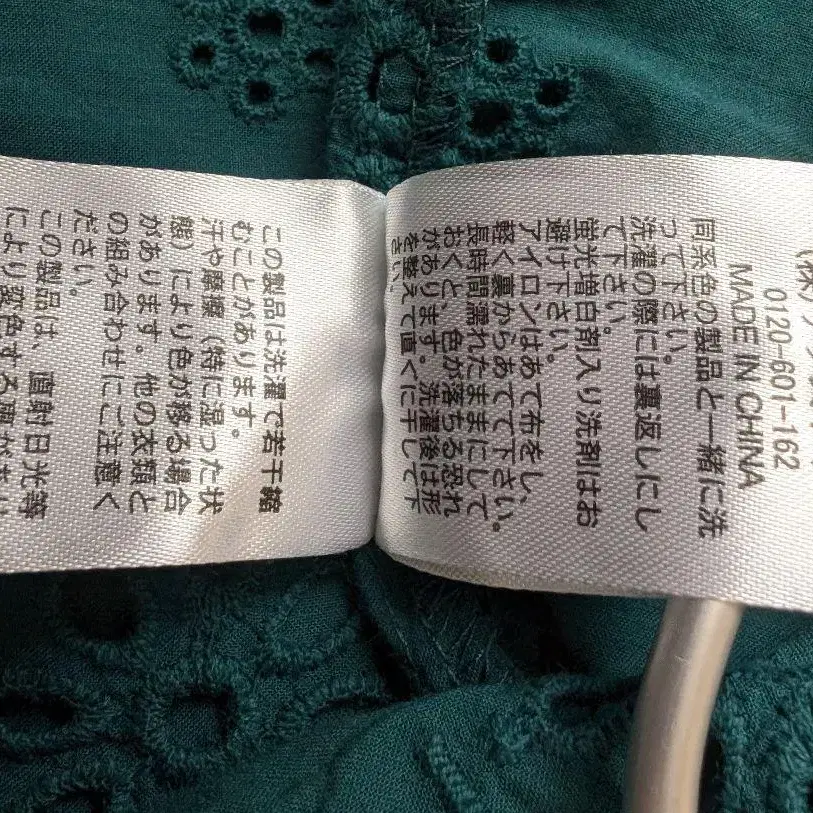 (株)
0120-601-162
MADE IN CHINA
同系色の製品と一緒に洗
って下さい。
洗濯の際には裏返しにし
て下さい。
蛍光増白剤入り洗剤はお
避け下さい。
アイロンはあて布をし、
軽く裏からあてて下さい。
長時間濡れたままにして
おくと、色が落ちる恐れ
があります。洗濯後は形
を整えて直ぐに干して下
さい。
この製品は洗濯で若干縮
むことがあります。
汗や摩擦（特に湿った状
態）により色が移る場合
があります。他の衣類と
の組み合わせにご注意く
ださい。
この製品は、直射日光等
により変色する